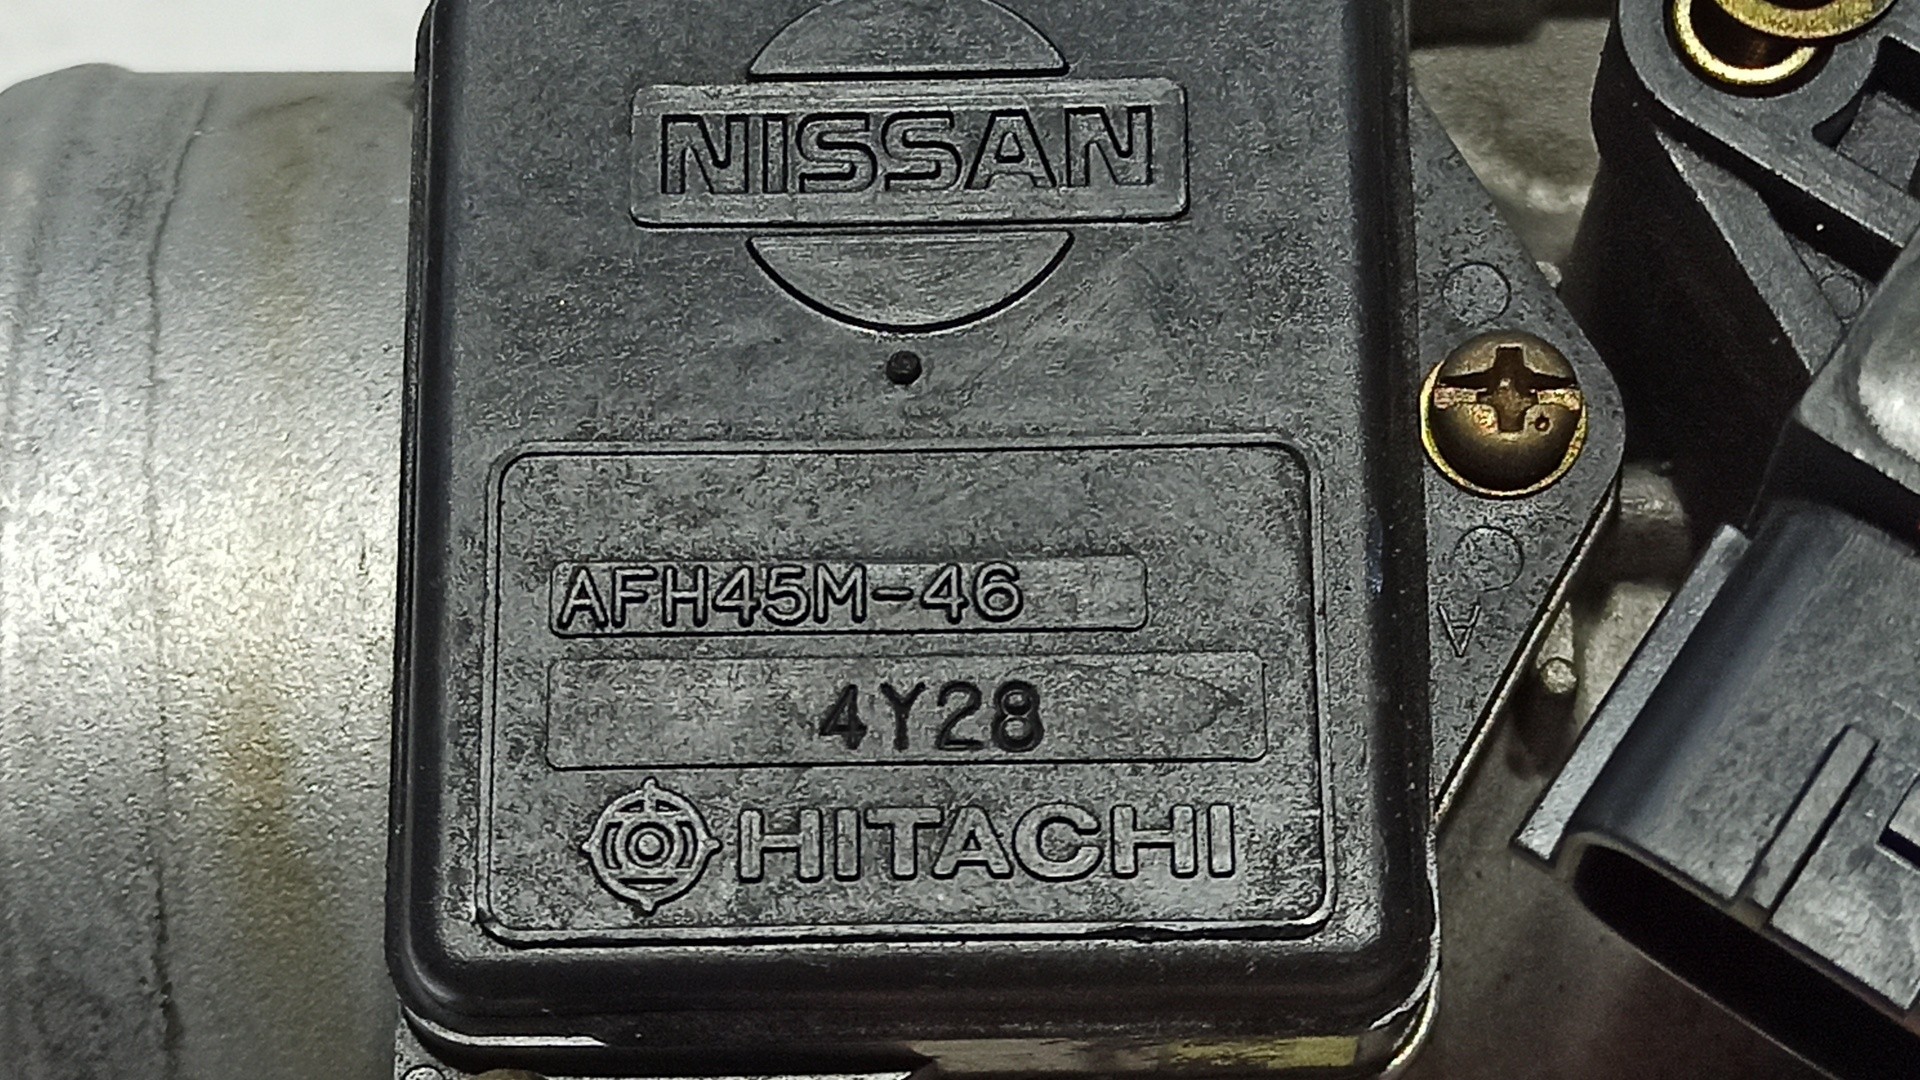 NISSAN
AFH45M-46
A
4Y28
HITACHI